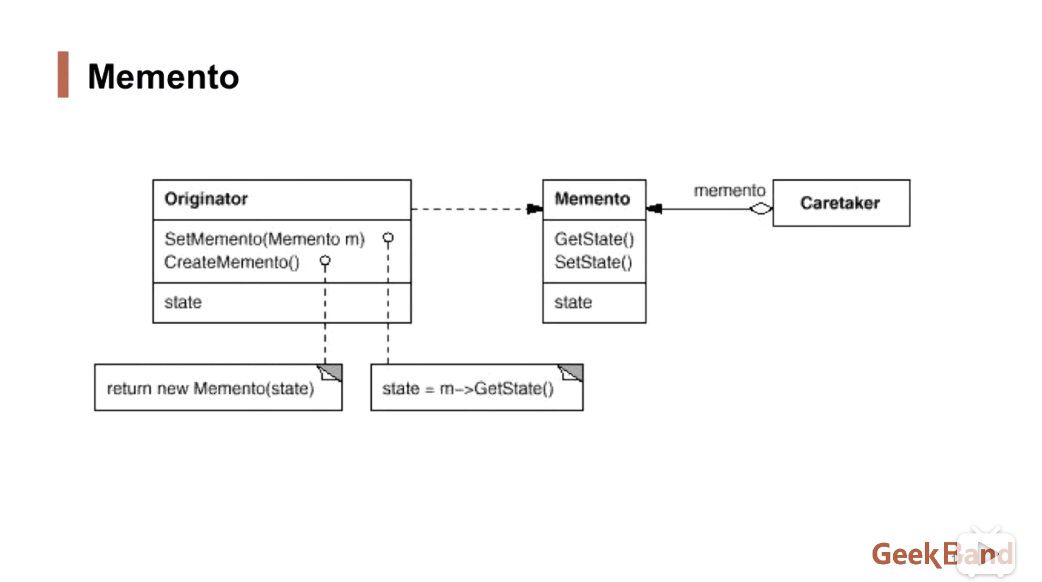 Memento
Originator
SetMemento(Memento m)
CreateMemento()
state
Memento
GetState()
SetState()
state
memento
Caretaker
return new Memento(state)
state = m->GetState()
GeekBand